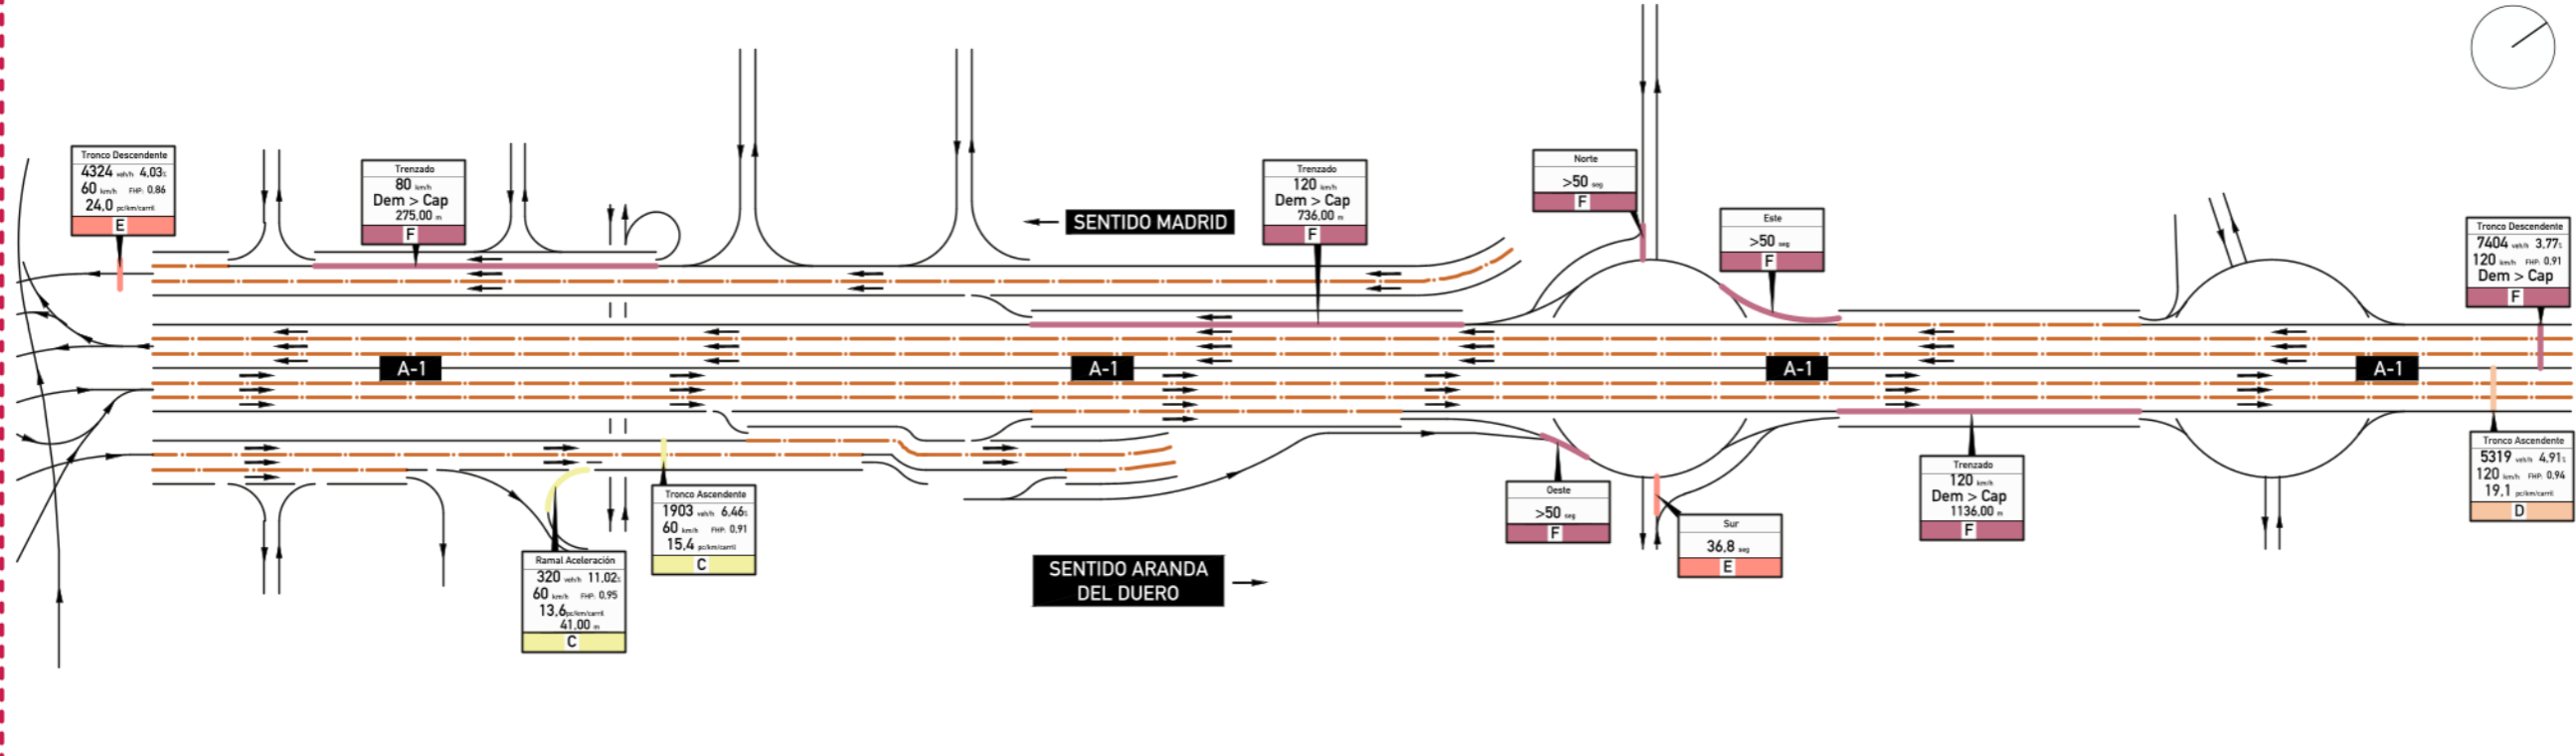 Tronco Descendente
4324 veh/h 4,03%
60 km/h FHP: 0,86
24,0 pc/km/carril
E
Trenzado
80 km/h
Dem > Cap
275,00 m
F
SENTIDO MADRID
Trenzado
120 km/h
Dem > Cap
736,00 m
F
Norte
>50 seg
F
Este
>50 seg
F
Tronco Descendente
7404 veh/h 3,77%
120 km/h FHP: 0,91
Dem > Cap
F
A-1
A-1
A-1
A-1
Ramal Aceleración
320 veh/h 11,02%
60 km/h FHP: 0,95
13,6 pc/km/carril
41,00 m
C
Tronco Ascendente
1903 veh/h 6,46%
60 km/h FHP: 0,91
15,4 pc/km/carril
C
SENTIDO ARANDA
DEL DUERO
Oeste
>50 seg
F
Sur
36,8 seg
E
Trenzado
120 km/h
Dem > Cap
1136,00 m
F
Tronco Ascendente
5319 veh/h 4,91%
120 km/h FHP: 0,94
19,1 pc/km/carril
D